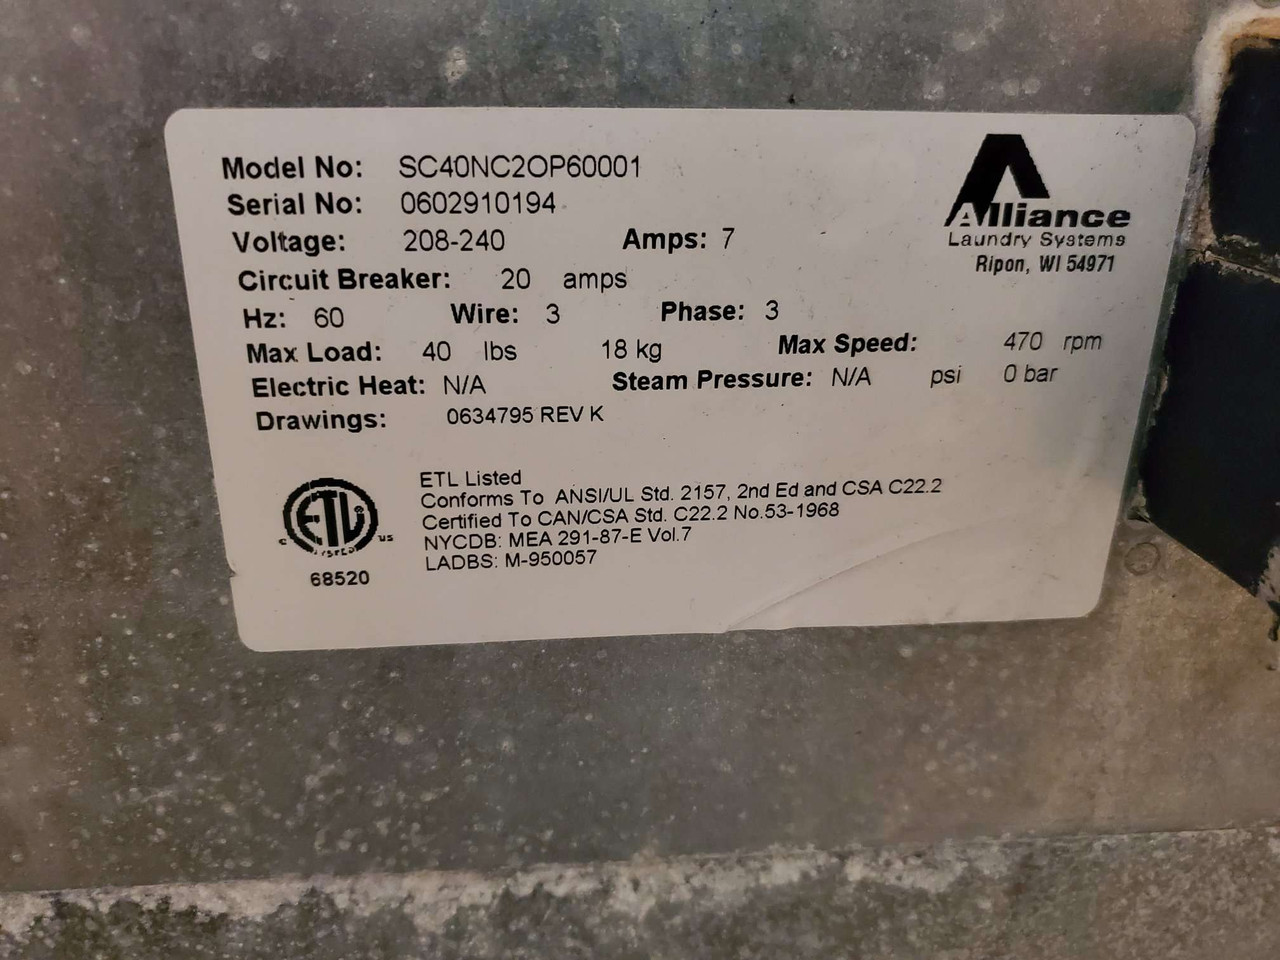 Model No: SC40NC2OP60001
Serial No: 0602910194
Voltage: 208-240 Amps: 7
Circuit Breaker: 20 amps
Hz: 60 Wire: 3 Phase: 3
Max Load: 40 lbs 18 kg Max Speed: 470 rpm
Electric Heat: N/A Steam Pressure: N/A psi 0 bar
Drawings: 0634795 REV K
Alliance
Laundry Systems
Ripon, WI 54971
ETL
c us
68520
ETL Listed
Conforms To ANSI/UL Std. 2157, 2nd Ed and CSA C22.2
Certified To CAN/CSA Std. C22.2 No.53-1968
NYCDB: MEA 291-87-E Vol.7
LADBS: M-950057